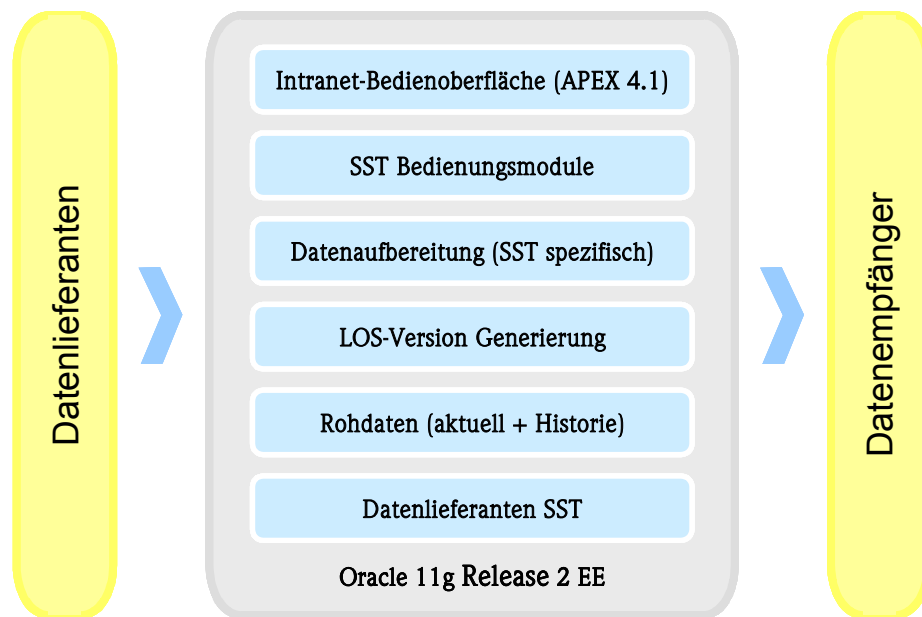 Datenlieferanten
Intranet-Bedienoberfläche (APEX 4.1)
SST Bedienungsmodule
Datenaufbereitung (SST spezifisch)
LOS-Version Generierung
Rohdaten (aktuell + Historie)
Datenlieferanten SST
Oracle 11g Release 2 EE
Datenempfänger